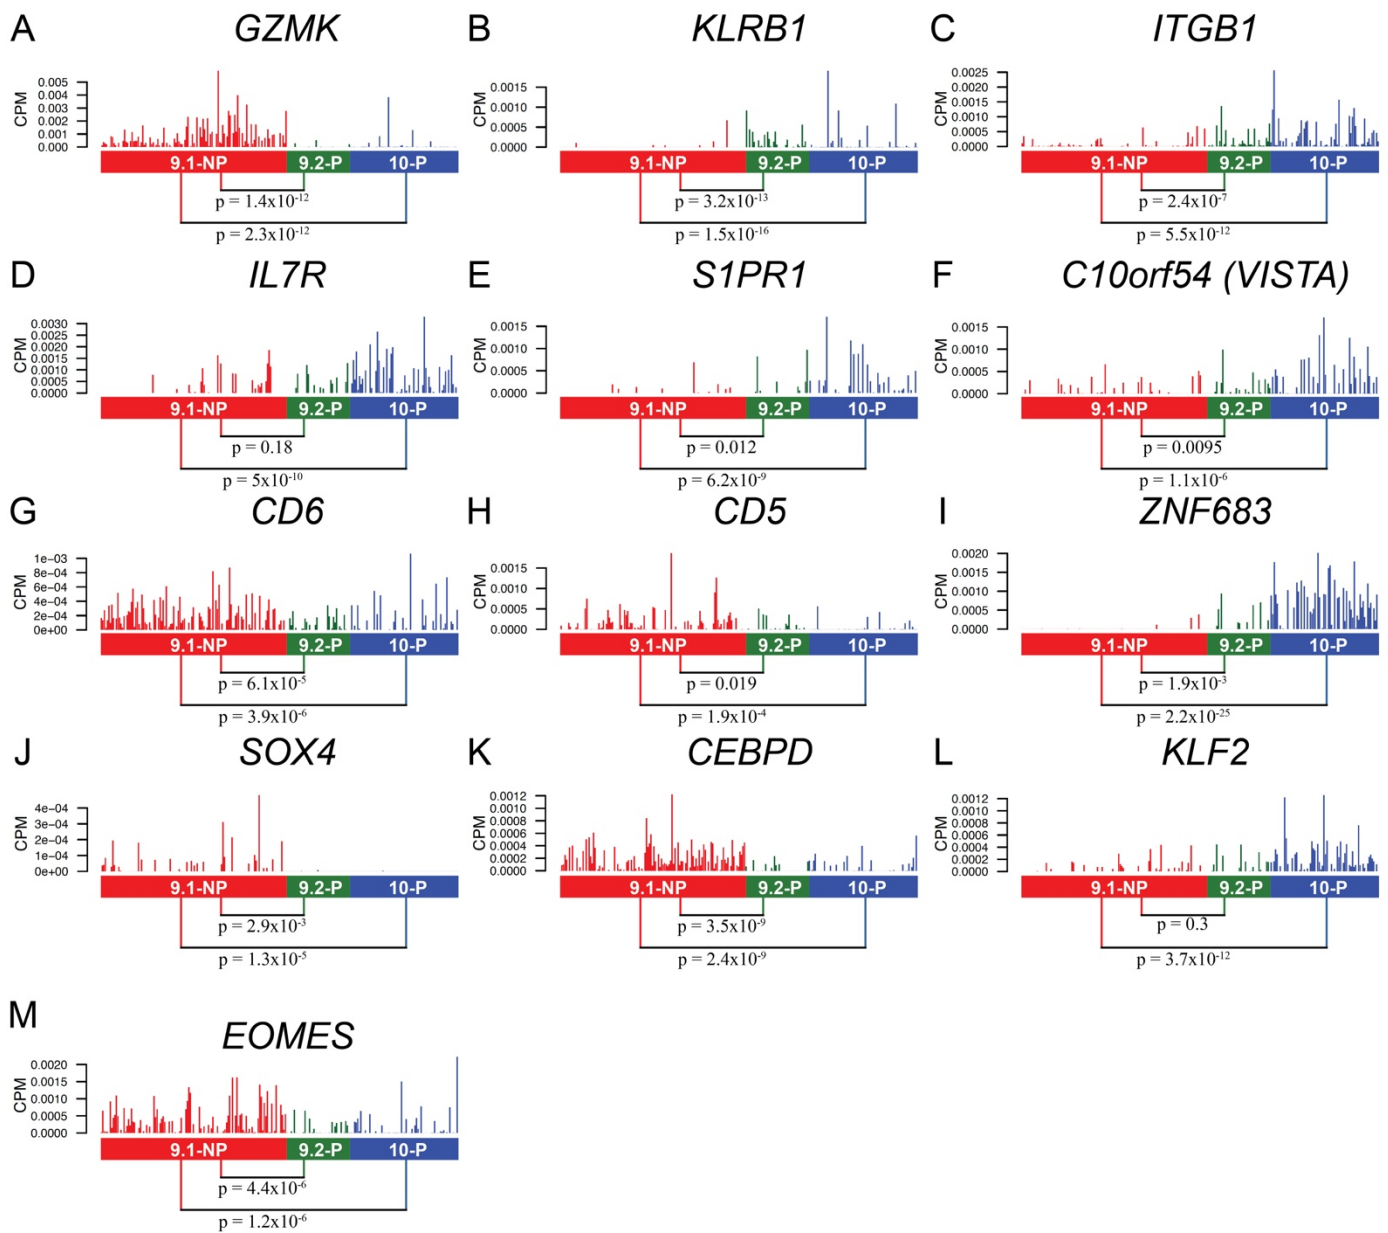 A
GZMK
CPM
0.005
0.004
0.003
0.002
0.001
0.000
9.1-NP 9.2-P 10-P
p = 1.4x10-12
p = 2.3x10-12
B
KLRB1
CPM
0.0015
0.0010
0.0005
0.0000
9.1-NP 9.2-P 10-P
p = 3.2x10-13
p = 1.5x10-16
C
ITGB1
CPM
0.0025
0.0020
0.0015
0.0010
0.0005
0.0000
9.1-NP 9.2-P 10-P
p = 2.4x10-7
p = 5.5x10-12
D
IL7R
CPM
0.0030
0.0025
0.0020
0.0015
0.0010
0.0005
0.0000
9.1-NP 9.2-P 10-P
p = 0.18
p = 5x10-10
E
S1PR1
CPM
0.0015
0.0010
0.0005
0.0000
9.1-NP 9.2-P 10-P
p = 0.012
p = 6.2x10-9
F
C10orf54 (VISTA)
CPM
0.0015
0.0010
0.0005
0.0000
9.1-NP 9.2-P 10-P
p = 0.0095
p = 1.1x10-6
G
CD6
CPM
1e-03
8e-04
6e-04
4e-04
2e-04
0e+00
9.1-NP 9.2-P 10-P
p = 6.1x10-5
p = 3.9x10-6
H
CD5
CPM
0.0015
0.0010
0.0005
0.0000
9.1-NP 9.2-P 10-P
p = 0.019
p = 1.9x10-4
I
ZNF683
CPM
0.0020
0.0015
0.0010
0.0005
0.0000
9.1-NP 9.2-P 10-P
p = 1.9x10-3
p = 2.2x10-25
J
SOX4
CPM
4e-04
3e-04
2e-04
1e-04
0e+00
9.1-NP 9.2-P 10-P
p = 2.9x10-3
p = 1.3x10-5
K
CEBPD
CPM
0.0012
0.0010
0.0008
0.0006
0.0004
0.0002
0.0000
9.1-NP 9.2-P 10-P
p = 3.5x10-9
p = 2.4x10-9
L
KLF2
CPM
0.0012
0.0010
0.0008
0.0006
0.0004
0.0002
0.0000
9.1-NP 9.2-P 10-P
p = 0.3
p = 3.7x10-12
M
EOMES
CPM
0.0020
0.0015
0.0010
0.0005
0.0000
9.1-NP 9.2-P 10-P
p = 4.4x10-6
p = 1.2x10-6